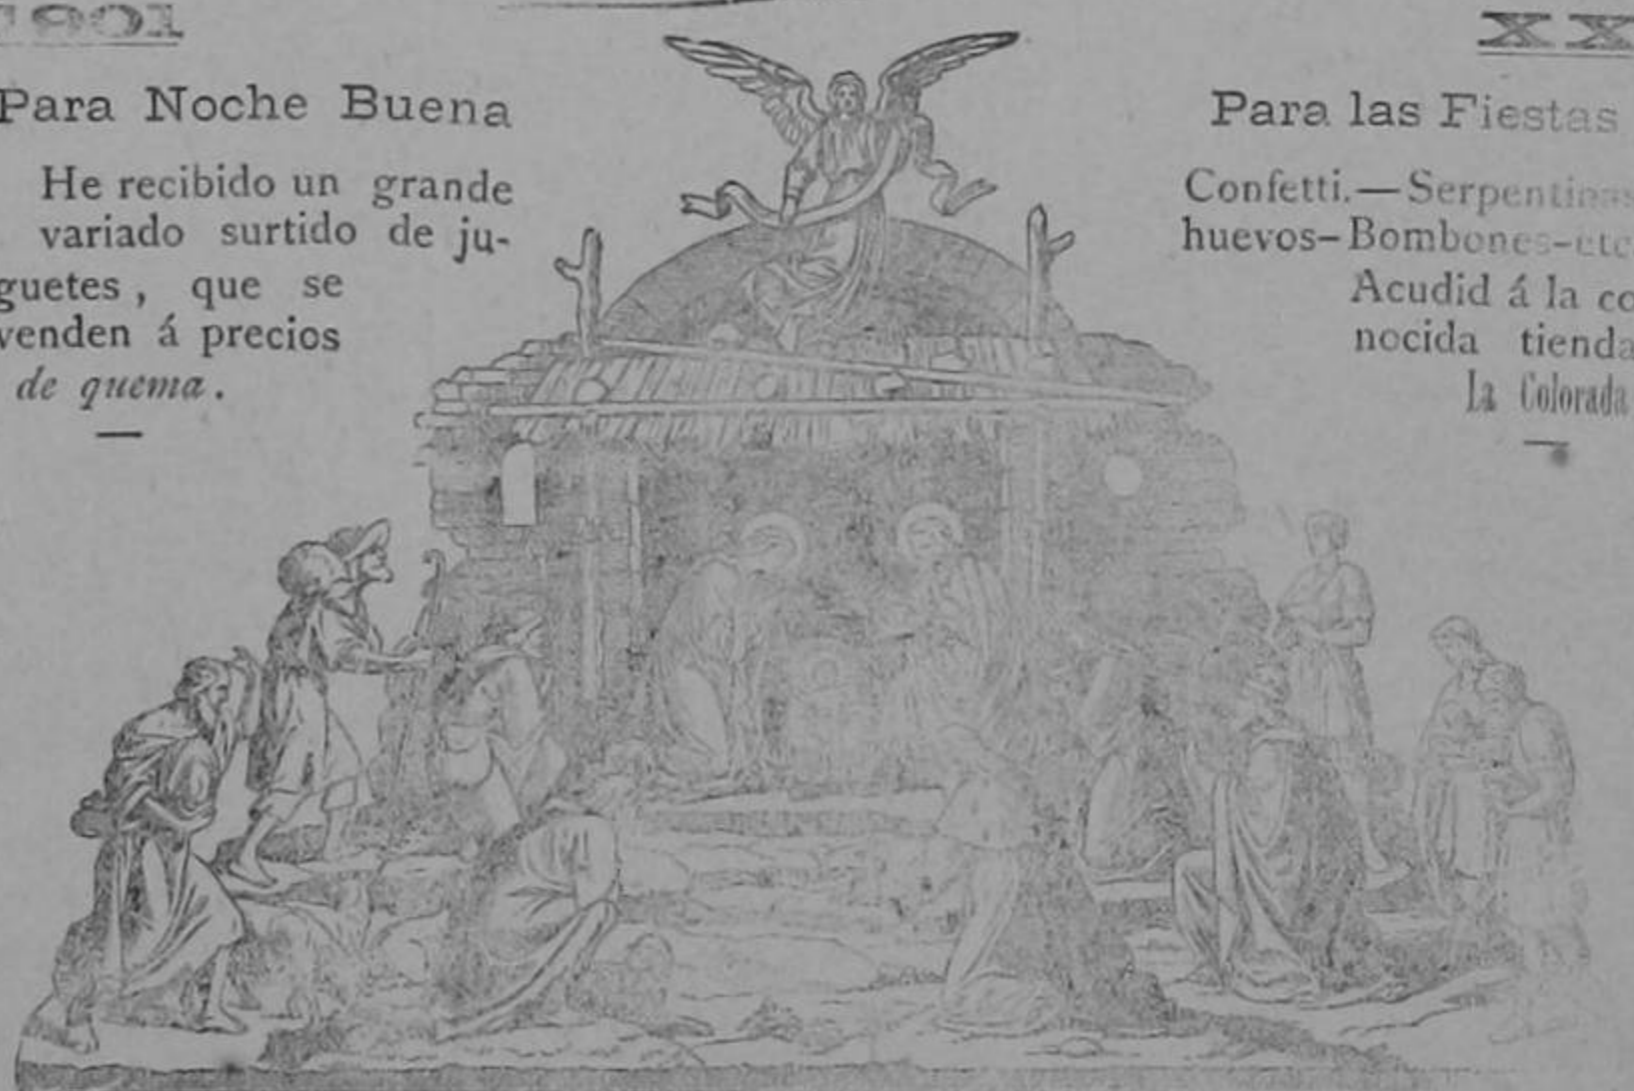 1901
Para Noche Buena
He recibido un grande
variado surtido de ju-
guetes, que se
venden á precios
de quema.
XX
Para las Fiestas
Confetti.—Serpentinas
huevos-Bombones-etc
Acudid á la co
nocida tienda
La Colorada